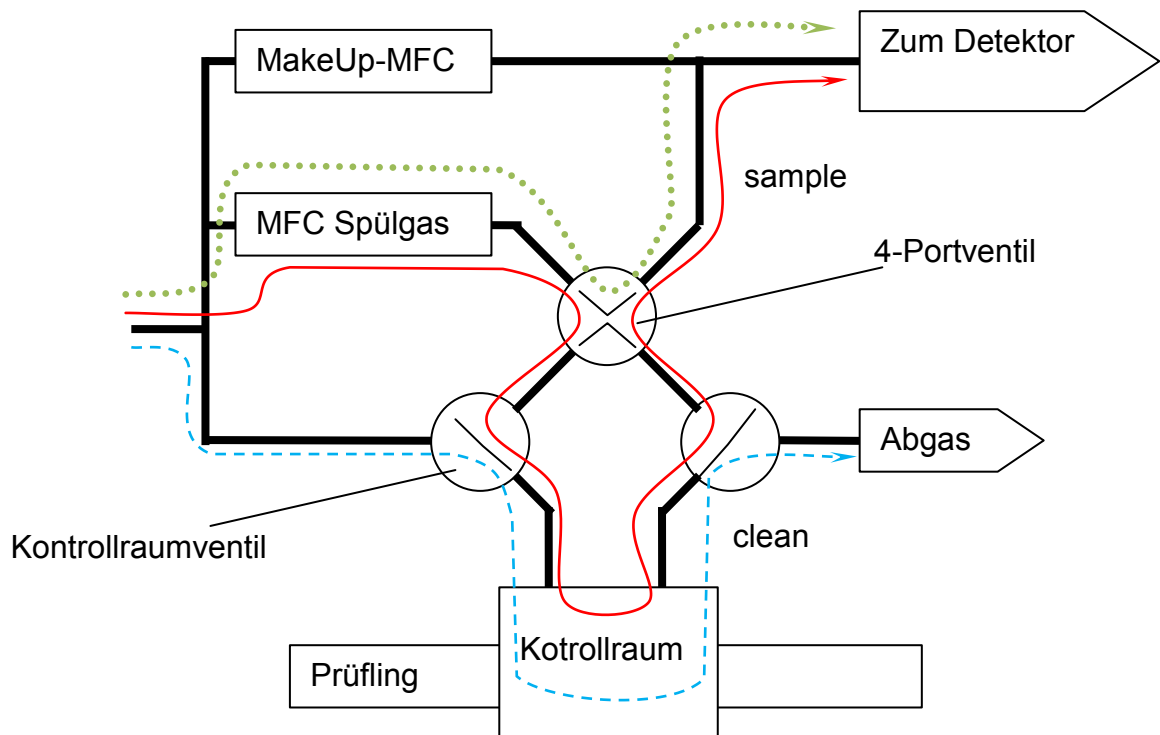 MakeUp-MFC
Zum Detektor
sample
MFC Spülgas
4-Portventil
Abgas
Kontrollraumventil
clean
Kotrollraum
Prüfling